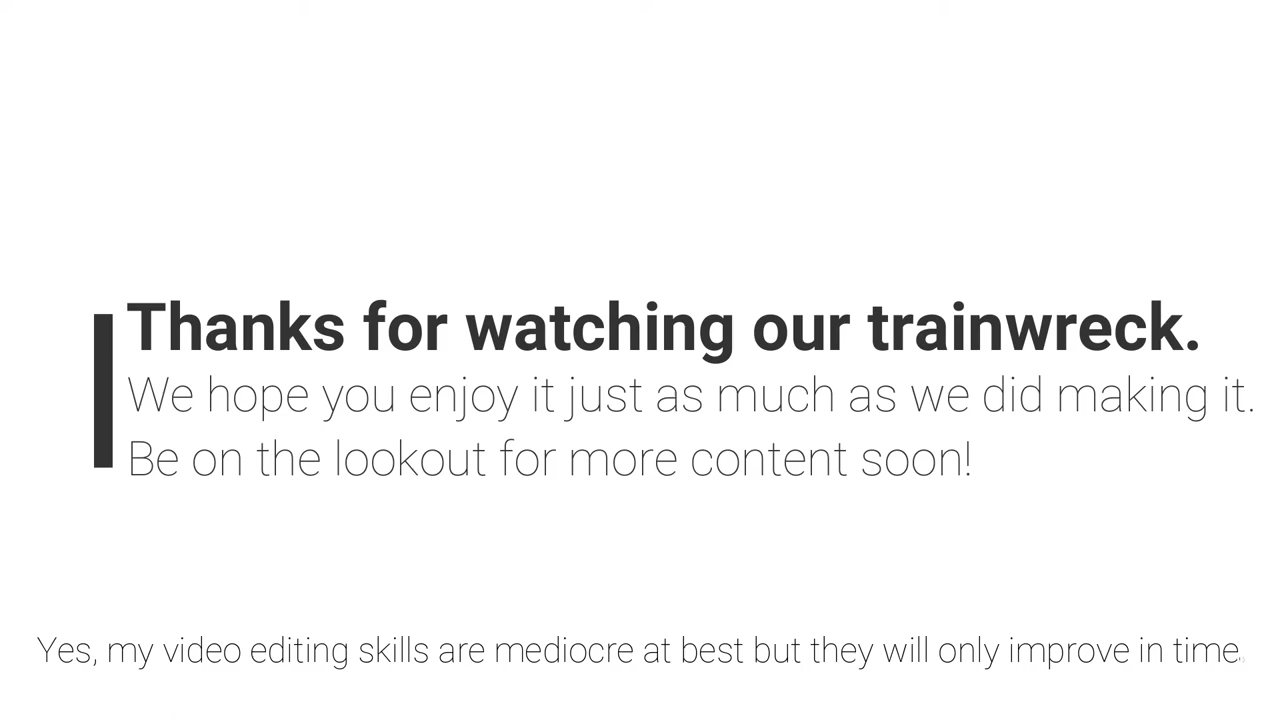 Thanks for watching our trainwreck.
We hope you enjoy it just as much as we did making it.
Be on the lookout for more content soon!
Yes, my video editing skills are mediocre at best but they will only improve in time.